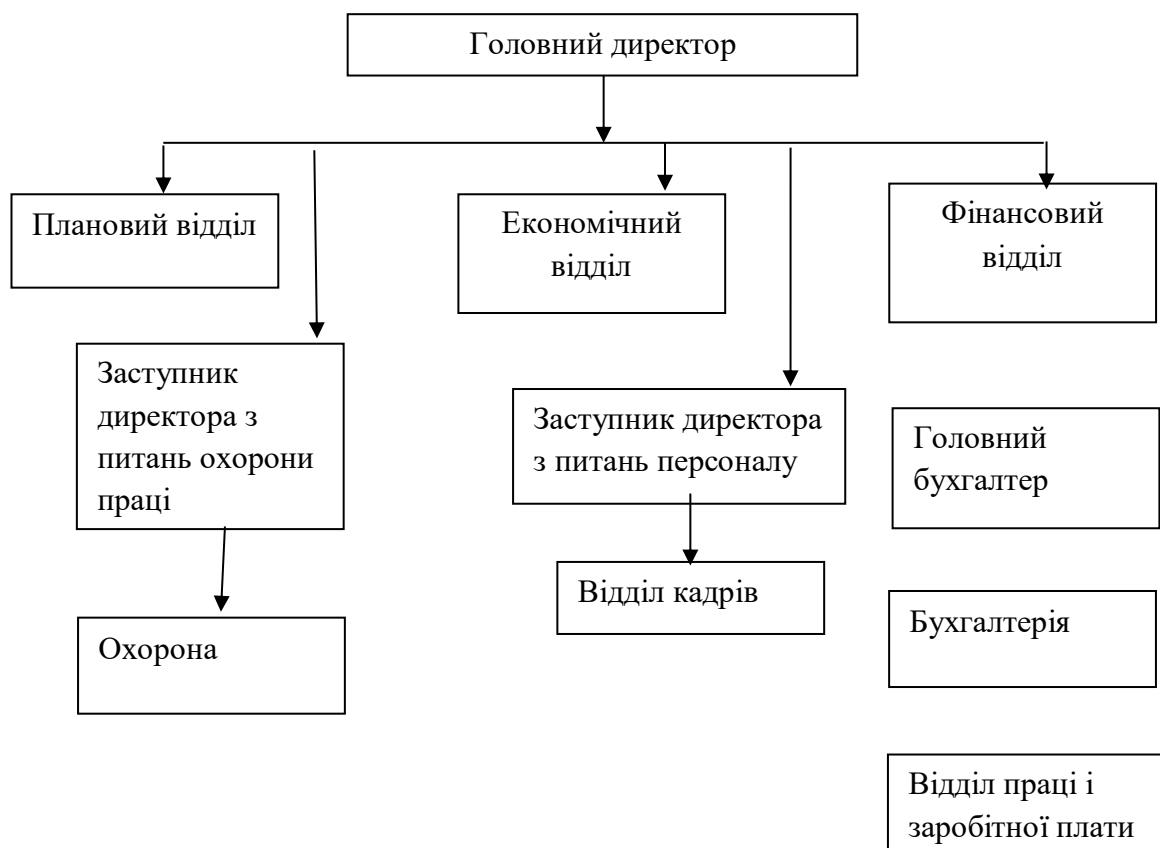 Головний директор
Плановий відділ
Економічний
відділ
Фінансовий
відділ
Заступник
директора з
питань охорони
праці
Заступник директора
з питань персоналу
Головний
бухгалтер
Відділ кадрів
Бухгалтерія
Охорона
Відділ праці і
заробітної плати